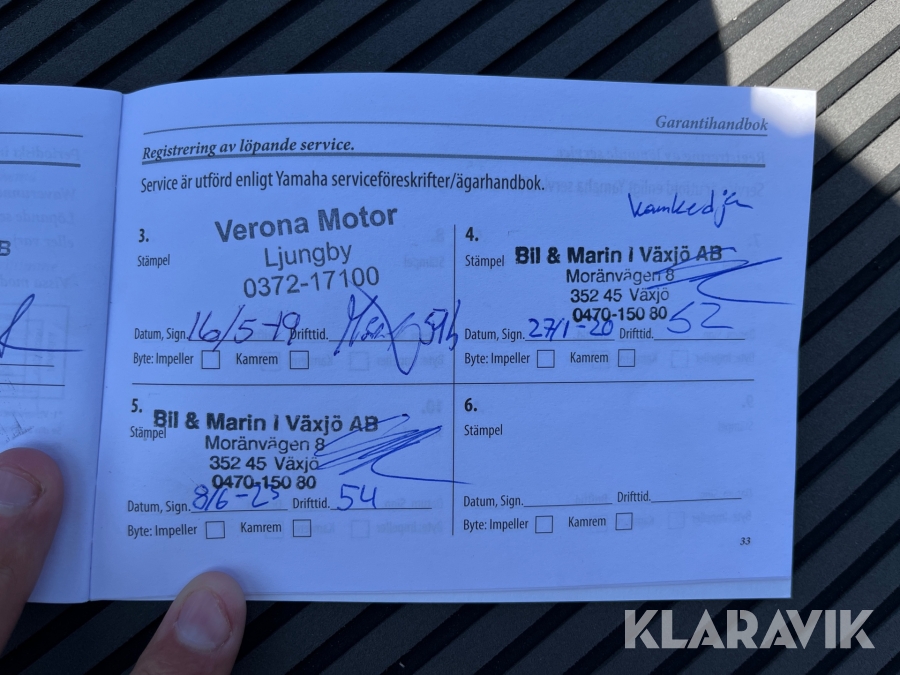 Garantihandbok
Registrering av löpande service.
Service är utförd enligt Yamaha serviceföreskrifter/ägarhandbok.
3.
Verona Motor
Stämpel
Ljungby
0372-17100
Datum, Sign. 16/5-19 Drifttid. 51h
Byte: Impeller Kamrem
Kamkedja
4.
Stämpel
Bil & Marin i Växjö AB
Moränvägen 8
352 45 Växjö
0470-150 80
Datum, Sign. 27/1-20 Drifttid. 52
Byte: Impeller Kamrem
5.
Bil & Marin i Växjö AB
Stämpel
Moränvägen 8
352 45 Växjö
0470-150 80
Datum, Sign. 8/6-23 Drifttid. 54
Byte: Impeller Kamrem
6.
Stämpel
Datum, Sign. Drifttid.
Byte: Impeller Kamrem
33
KLARAVIK